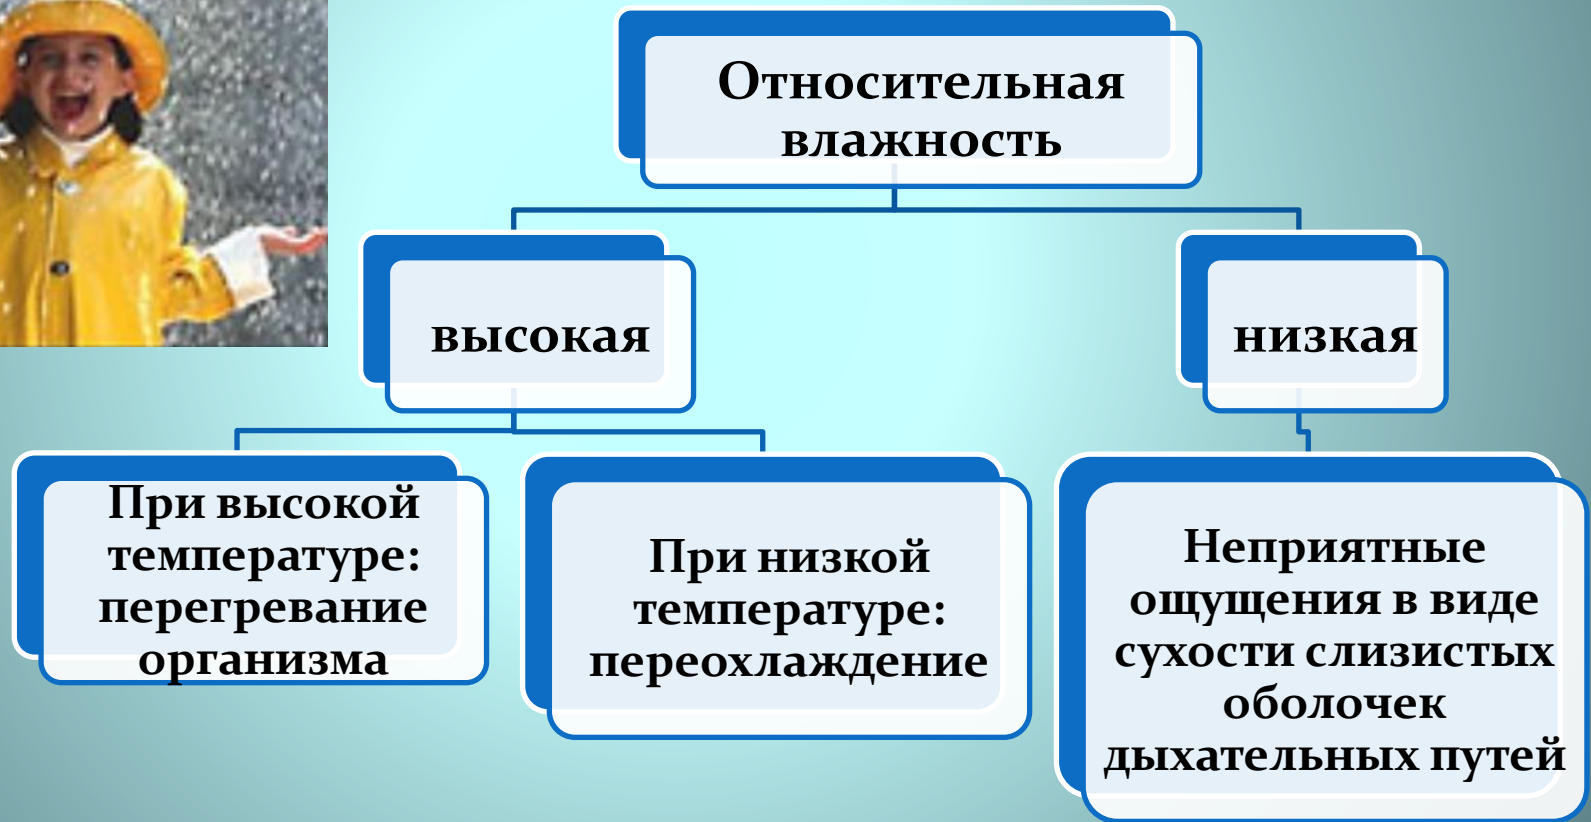 Относительная
влажность
высокая
низкая
При высокой
температуре:
перегревание
организма
При низкой
температуре:
переохлаждение
Неприятные
ощущения в виде
сухости слизистых
оболочек
дыхательных путей